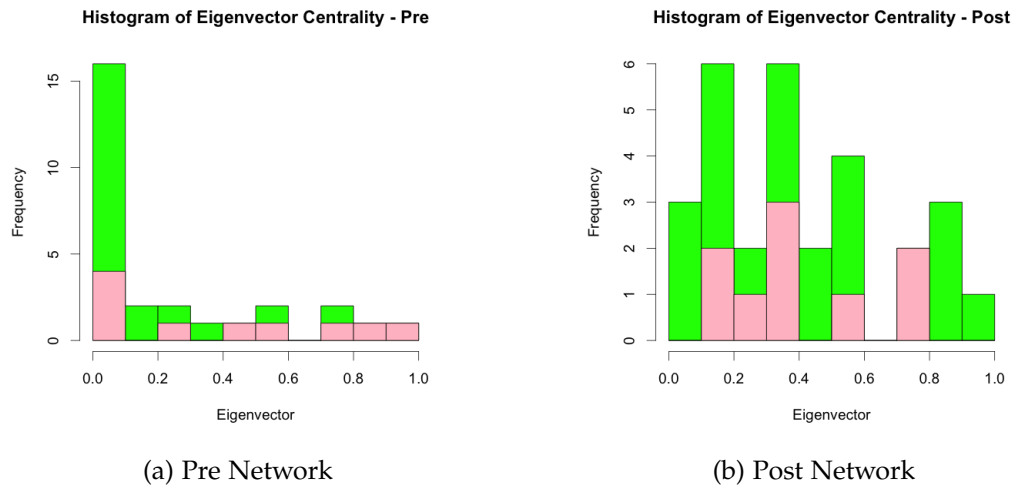 Histogram of Eigenvector Centrality - Pre
Frequency
15
10
5
0
0.0 0.2 0.4 0.6 0.8 1.0
Eigenvector
(a) Pre Network
Histogram of Eigenvector Centrality - Post
Frequency
6
5
4
3
2
1
0
0.0 0.2 0.4 0.6 0.8 1.0
Eigenvector
(b) Post Network